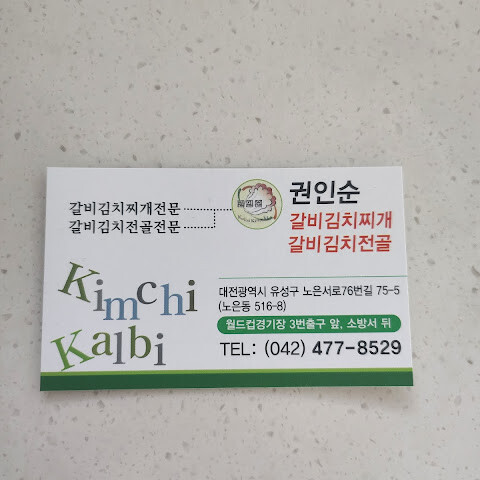 갈비김치찌개전문
갈비김치전골전문
권인순
갈비김치찌개
갈비김치전골
Kimchi
Kalbi
대전광역시 유성구 노은서로76번길 75-5
(노은동 516-8)
월드컵경기장 3번출구 앞, 소방서 뒤
TEL: (042) 477-8529